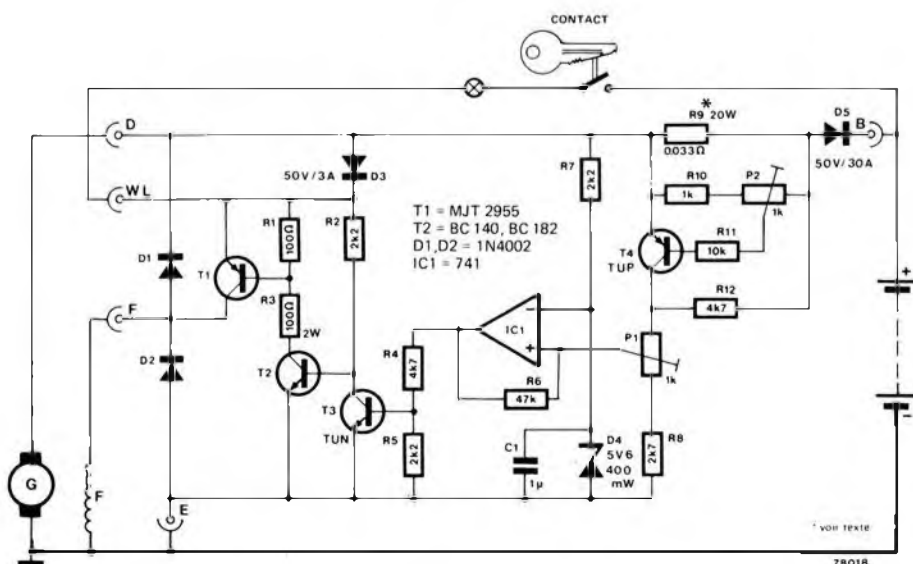 CONTACT
D
WL
F
E
B
D1
D2
50V/3A
D3
R1
100Ω
R2
2k2
T1
R3
100Ω
2W
T2
T3
TUN
R4
4k7
R5
2k2
T1 = MJT 2955
T2 = BC 140, BC 182
D1, D2 = 1N4002
IC1 = 741
IC1
R6
47k
R7
2k2
*
R9 20W
0.033Ω
D5
50V/30A
R10
1k
P2
1k
T4
TUP
R11
10k
R12
4k7
P1
1k
R8
2k7
C1
1µ
D4
5V6
400
mW
G
F
* voir texte
78018